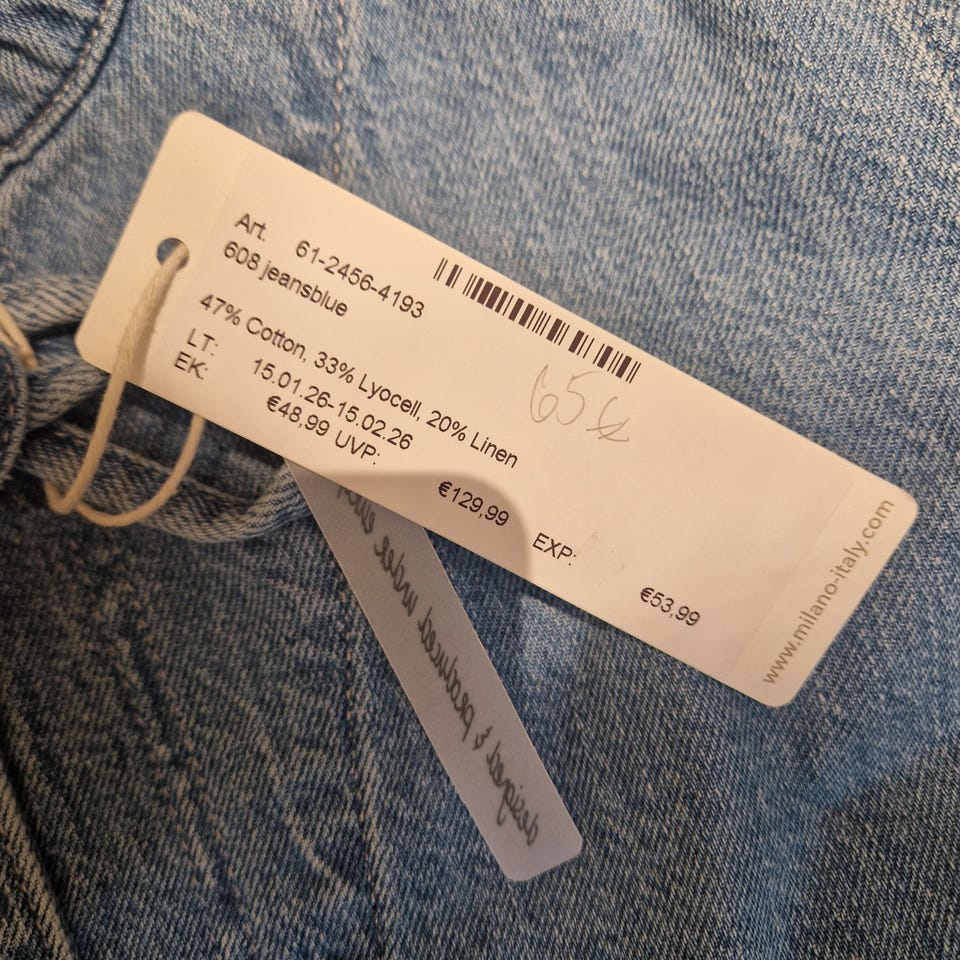 Art. 61-2456-4193
608 jeansblue
47% Cotton, 33% Lyocell, 20% Linen
LT: 15.01.26-15.02.26
EK: €48,99 UVP: €129,99 EXP: €53,99
65€
www.milano-italy.com
designed & produced under